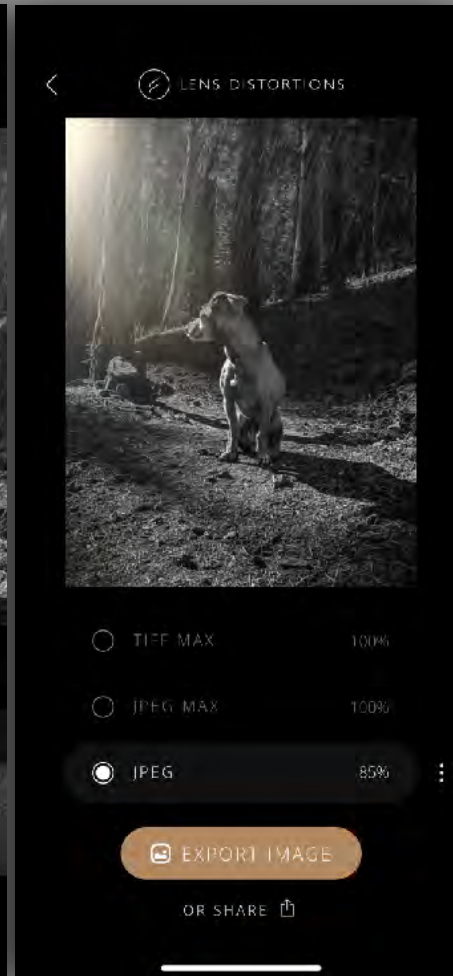 LENS DISTORTIONS
TIFF MAX 100%
JPEG MAX 100%
JPEG 85%
EXPORT IMAGE
OR SHARE